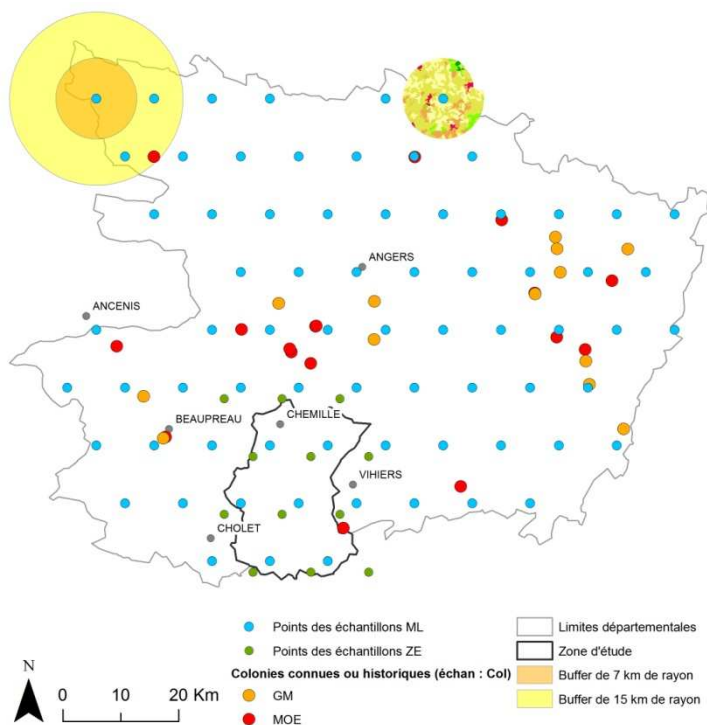 ANGERS
ANCENIS
BEAUPREAU
CHEMILLE
VIHIERS
CHOLET
Points des échantillons ML
Points des échantillons ZE
Colonies connues ou historiques (échan : Col)
GM
MOE
Limites départementales
Zone d'étude
Buffer de 7 km de rayon
Buffer de 15 km de rayon
N
0 10 20 Km